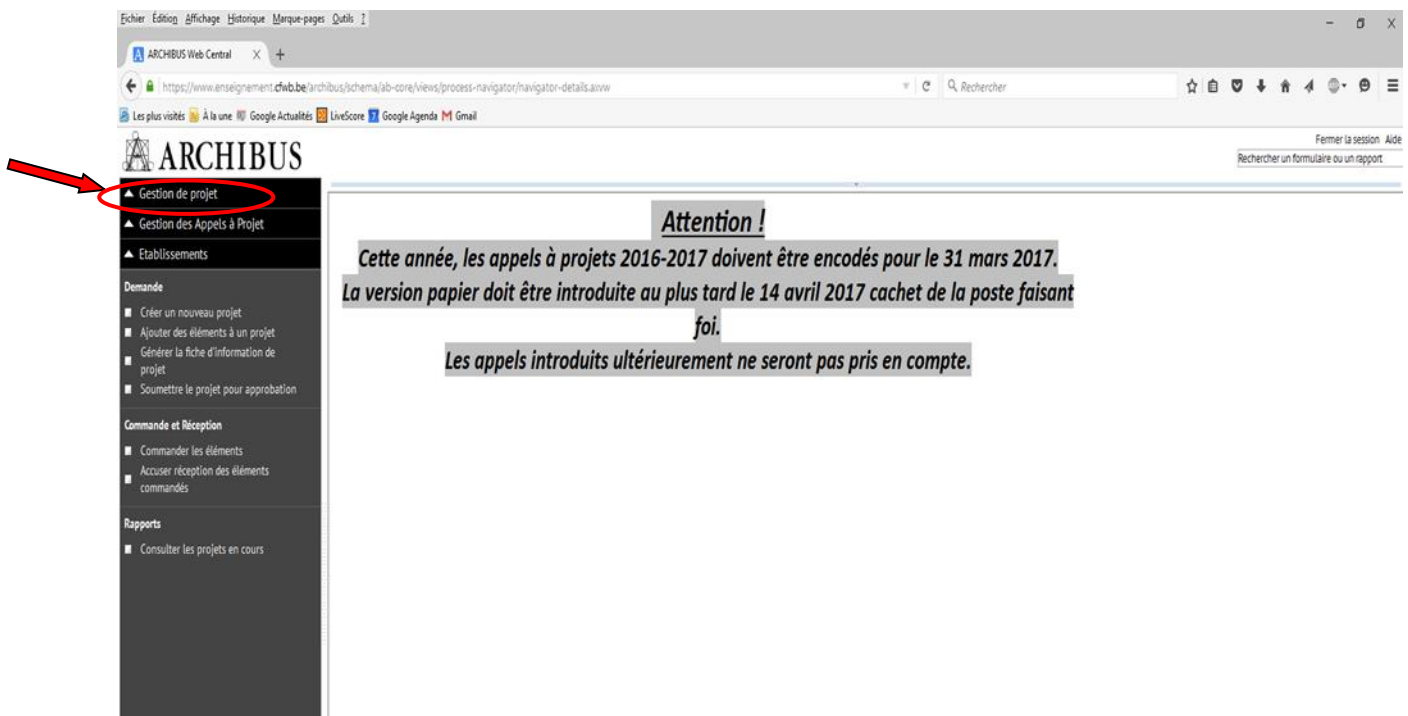 Fichier Édition Affichage Historique Marque-pages Outils ?
ARCHIBUS Web Central
https://www.enseignement.cfwb.be/archibus/schema/ab-core/views/process-navigator/navigator-details.axvw
Rechercher
Les plus visités À la une Google Actualités LiveScore Google Agenda Gmail
ARCHIBUS
Fermer la session Aide
Rechercher un formulaire ou un rapport
Gestion de projet
Gestion des Appels à Projet
Etablissements
Demande
Créer un nouveau projet
Ajouter des éléments à un projet
Générer la fiche d'information de
projet
Soumettre le projet pour approbation
Commande et Réception
Commander les éléments
Accuser réception des éléments
commandés
Rapports
Consulter les projets en cours
Attention !
Cette année, les appels à projets 2016-2017 doivent être encodés pour le 31 mars 2017.
La version papier doit être introduite au plus tard le 14 avril 2017 cachet de la poste faisant
foi.
Les appels introduits ultérieurement ne seront pas pris en compte.